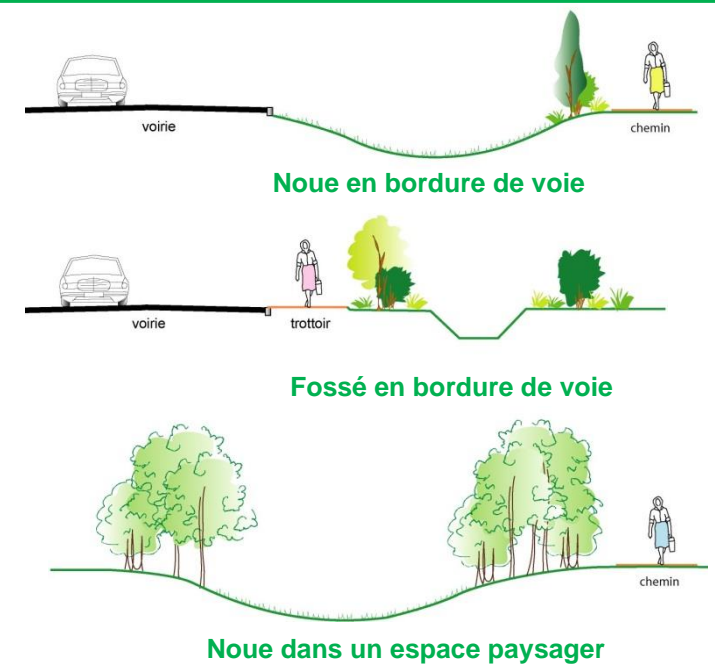 voirie
chemin
Noue en bordure de voie
voirie
trottoir
Fossé en bordure de voie
chemin
Noue dans un espace paysager